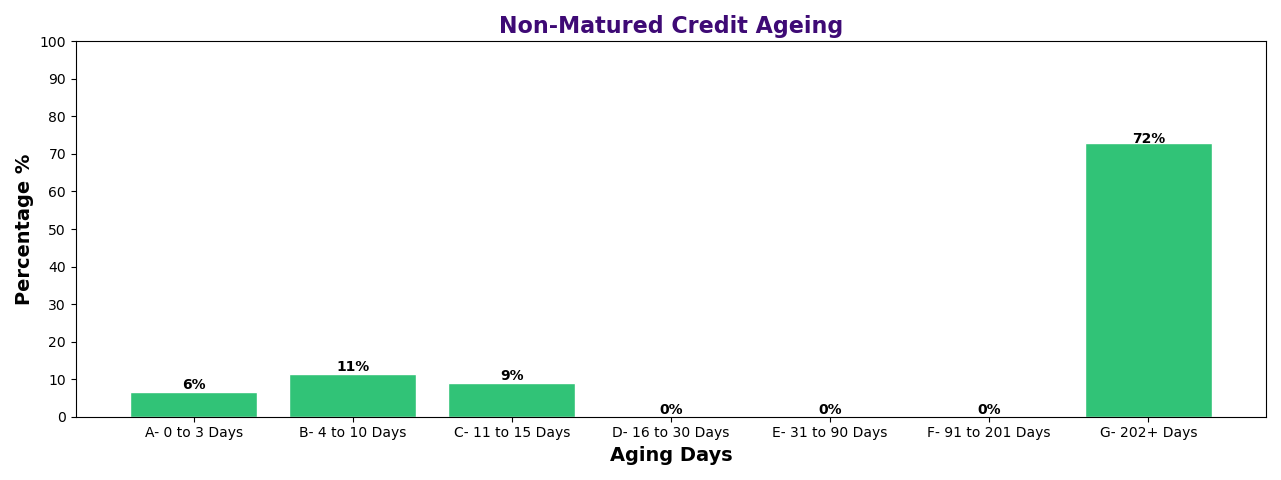 Non-Matured Credit Ageing
Percentage %
100
90
80
70
60
50
40
30
20
10
0
6%
11%
9%
0%
0%
0%
72%
A- 0 to 3 Days
B- 4 to 10 Days
C- 11 to 15 Days
D- 16 to 30 Days
E- 31 to 90 Days
F- 91 to 201 Days
G- 202+ Days
Aging Days